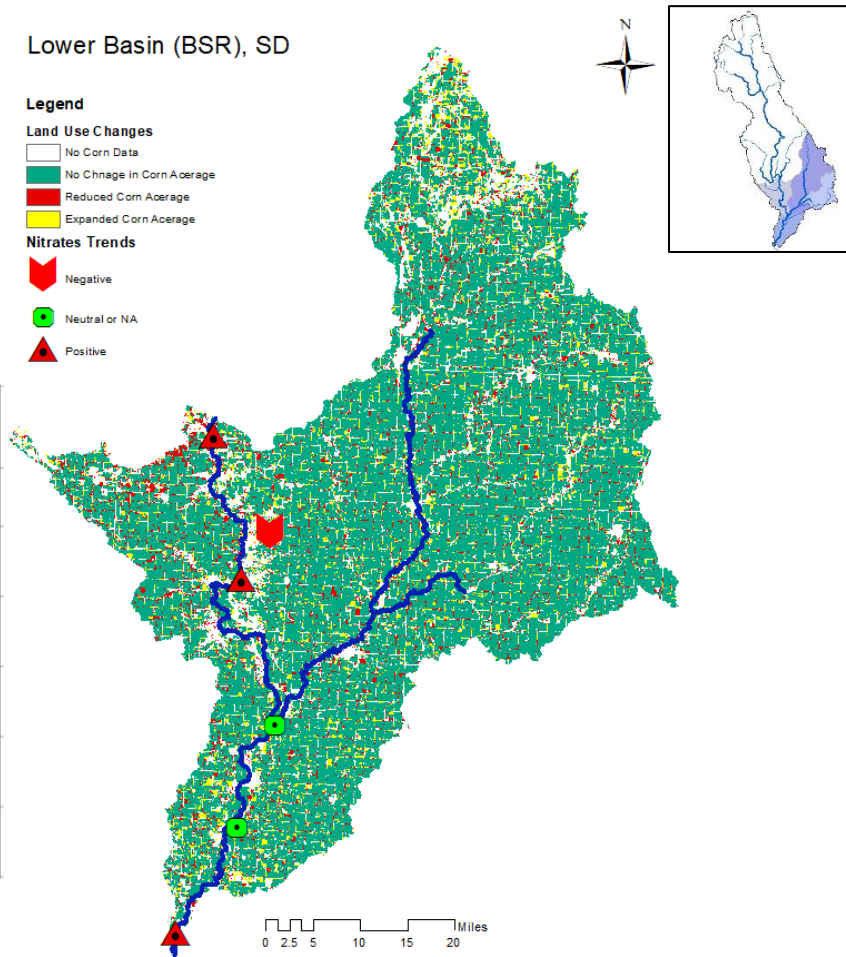 Lower Basin (BSR), SD
N
Legend
Land Use Changes
No Corn Data
No Chnage in Corn Acerage
Reduced Corn Acerage
Expanded Corn Acerage
Nitrates Trends
Negative
Neutral or NA
Positive
Miles
0 2.5 5 10 15 20